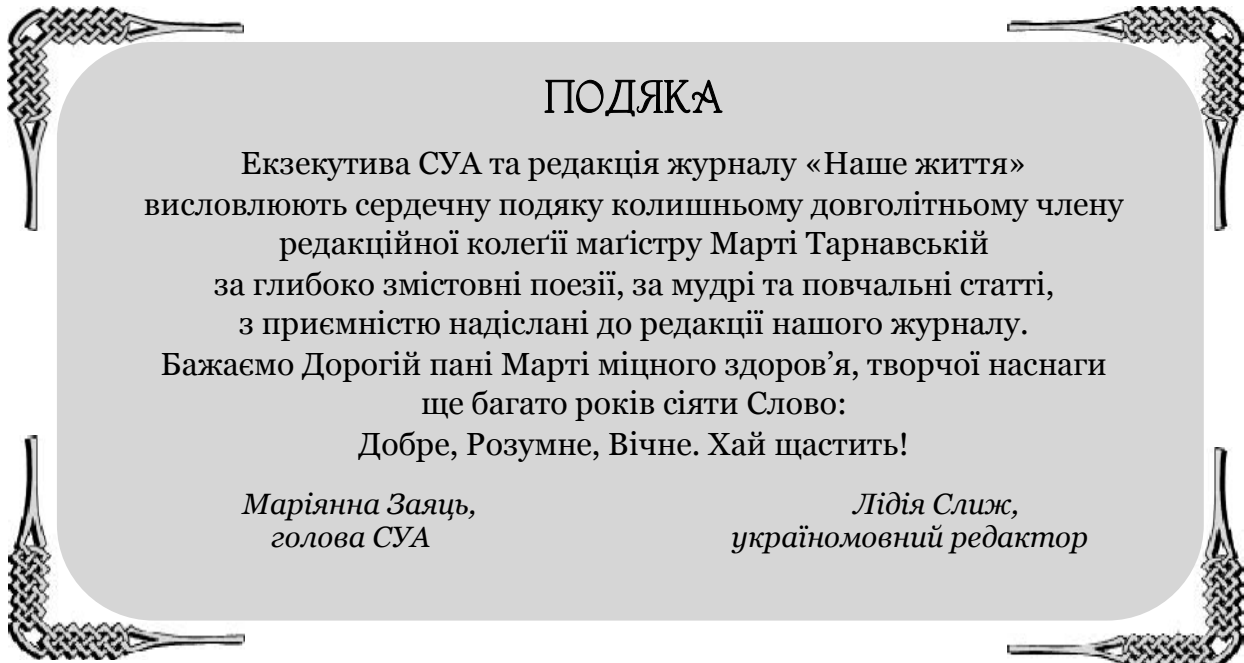 ПОДЯКА
Екзекутива СУА та редакція журналу «Наше життя»
висловлюють сердечну подяку колишньому довголітньому члену
редакційної колеґії маґістру Марті Тарнавській
за глибоко змістовні поезії, за мудрі та повчальні статті,
з приємністю надіслані до редакції нашого журналу.
Бажаємо Дорогій пані Марті міцного здоров’я, творчої наснаги
ще багато років сіяти Слово:
Добре, Розумне, Вічне. Хай щастить!
Маріянна Заяць,
голова СУА
Лідія Слиж,
україномовний редактор